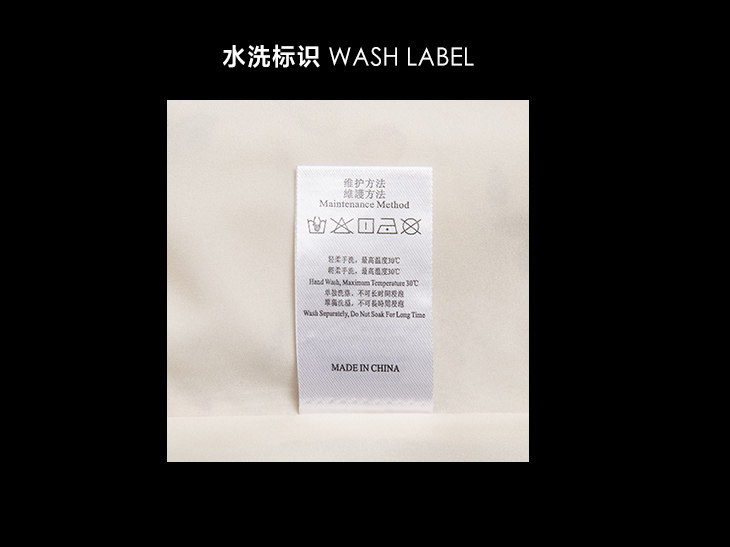 水洗标识 WASH LABEL
维护方法
維護方法
Maintenance Method
轻柔手洗，最高温度30℃
輕柔手洗，最高溫度30℃
Hand Wash, Maximum Temperature 30℃
单独洗涤，不可长时间浸泡
單獨洗滌，不可長時間浸泡
Wash Separately, Do Not Soak For Long Time
MADE IN CHINA